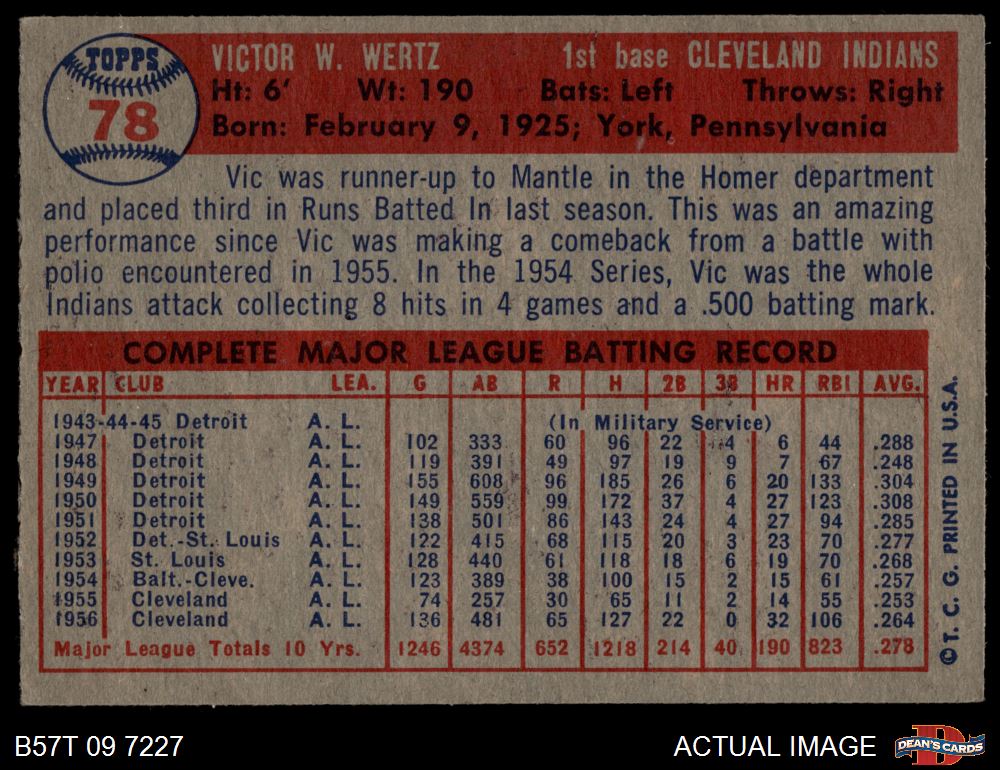 TOPPS
78
VICTOR W. WERTZ 1st base CLEVELAND INDIANS
Ht: 6' Wt: 190 Bats: Left Throws: Right
Born: February 9, 1925; York, Pennsylvania
Vic was runner-up to Mantle in the Homer department
and placed third in Runs Batted In last season. This was an amazing
performance since Vic was making a comeback from a battle with
polio encountered in 1955. In the 1954 Series, Vic was the whole
Indians attack collecting 8 hits in 4 games and a .500 batting mark.
COMPLETE MAJOR LEAGUE BATTING RECORD
YEAR CLUB LEA. G AB R H 2B 3B HR RBI AVG.
1943-44-45 Detroit A. L. (In Military Service)
1947 Detroit A. L. 102 333 60 96 22 4 6 44 .288
1948 Detroit A. L. 119 391 49 97 19 9 7 67 .248
1949 Detroit A. L. 155 608 96 185 26 6 20 133 .304
1950 Detroit A. L. 149 559 99 172 37 4 27 123 .308
1951 Detroit A. L. 138 501 86 143 24 4 27 94 .285
1952 Det.-St. Louis A. L. 122 415 68 115 20 3 23 70 .277
1953 St. Louis A. L. 128 440 61 118 18 6 19 70 .268
1954 Balt.-Cleve. A. L. 123 389 38 100 15 2 15 61 .257
1955 Cleveland A. L. 74 257 30 65 11 2 14 55 .253
1956 Cleveland A. L. 136 481 65 127 22 0 32 106 .264
Major League Totals 10 Yrs. 1246 4374 652 1218 214 40 190 823 .278
© T. C. G. PRINTED IN U.S.A.
B57T 09 7227 ACTUAL IMAGE
DEAN'S CARDS